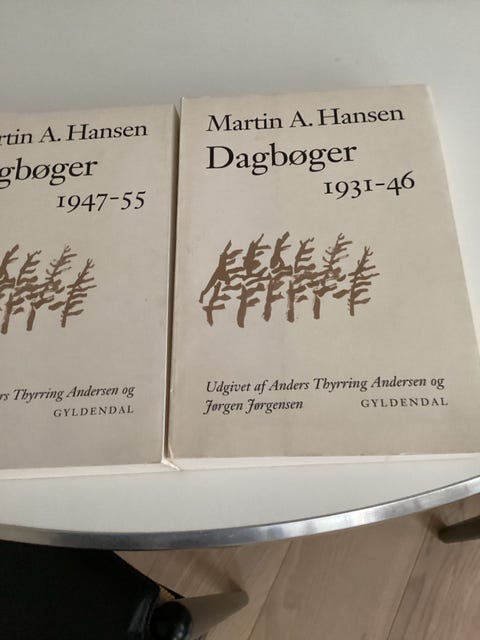 rtin A. Hansen
gbøger
1947-55
rs Thyrring Andersen og
GYLDENDAL
Martin A. Hansen
Dagbøger
1931-46
Udgivet af Anders Thyrring Andersen og
Jørgen Jørgensen GYLDENDAL